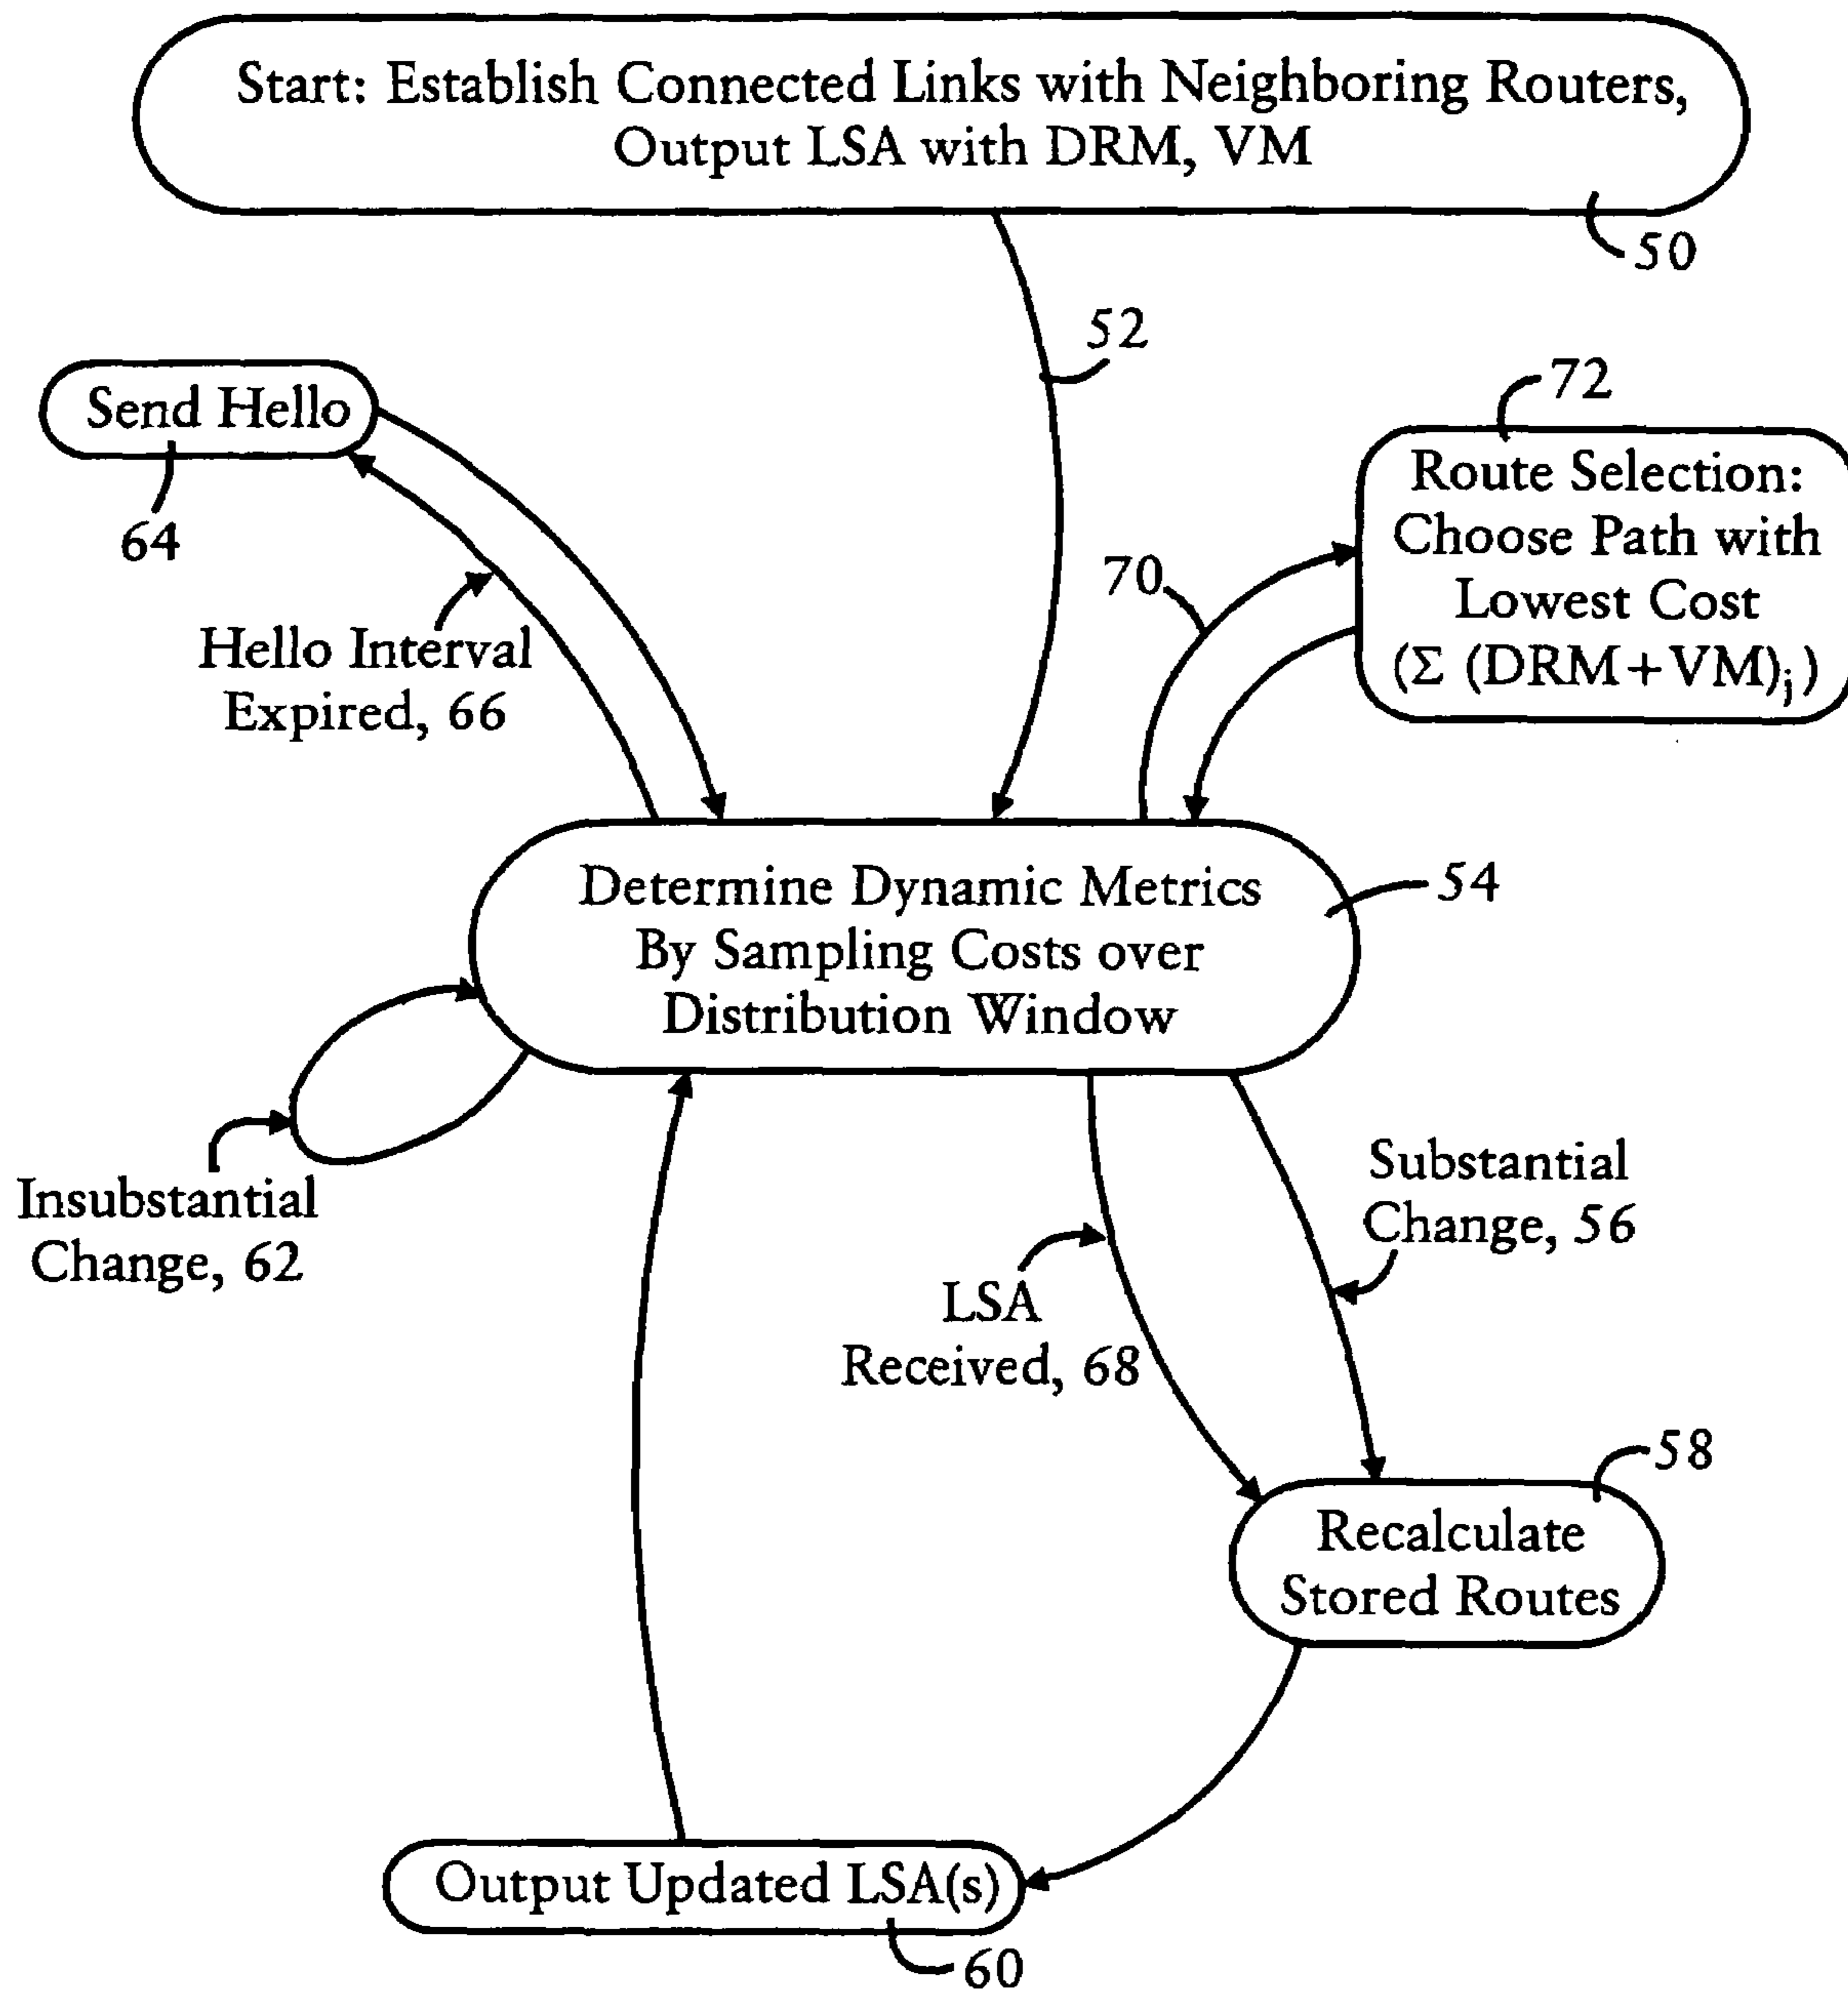 Start: Establish Connected Links with Neighboring Routers,
Output LSA with DRM, VM
50
52
Send Hello
64
Hello Interval
Expired, 66
72
Route Selection:
Choose Path with
Lowest Cost
(Σ (DRM+VM)j)
70
Determine Dynamic Metrics
By Sampling Costs over
Distribution Window
54
Insubstantial
Change, 62
LSA
Received, 68
Substantial
Change, 56
58
Recalculate
Stored Routes
Output Updated LSA(s)
60